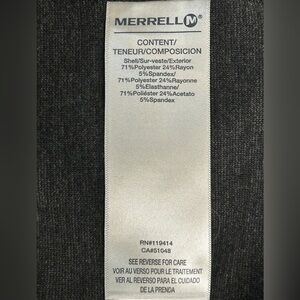 MERRELL M
CONTENT/
TENEUR/COMPOSICION
Shell/Sur-veste/Exterior
71%Polyester 24%Rayon
5%Spandex/
71%Polyester 24%Rayonne
5%Elasthanne/
71%Poliéster 24%Acetato
5%Spandex
RN#119414
CA#51048
SEE REVERSE FOR CARE
VOIR AU VERSO POUR LE TRAITEMENT
VER AL REVERSO PARA EL CUIDADO
DE LA PRENDA